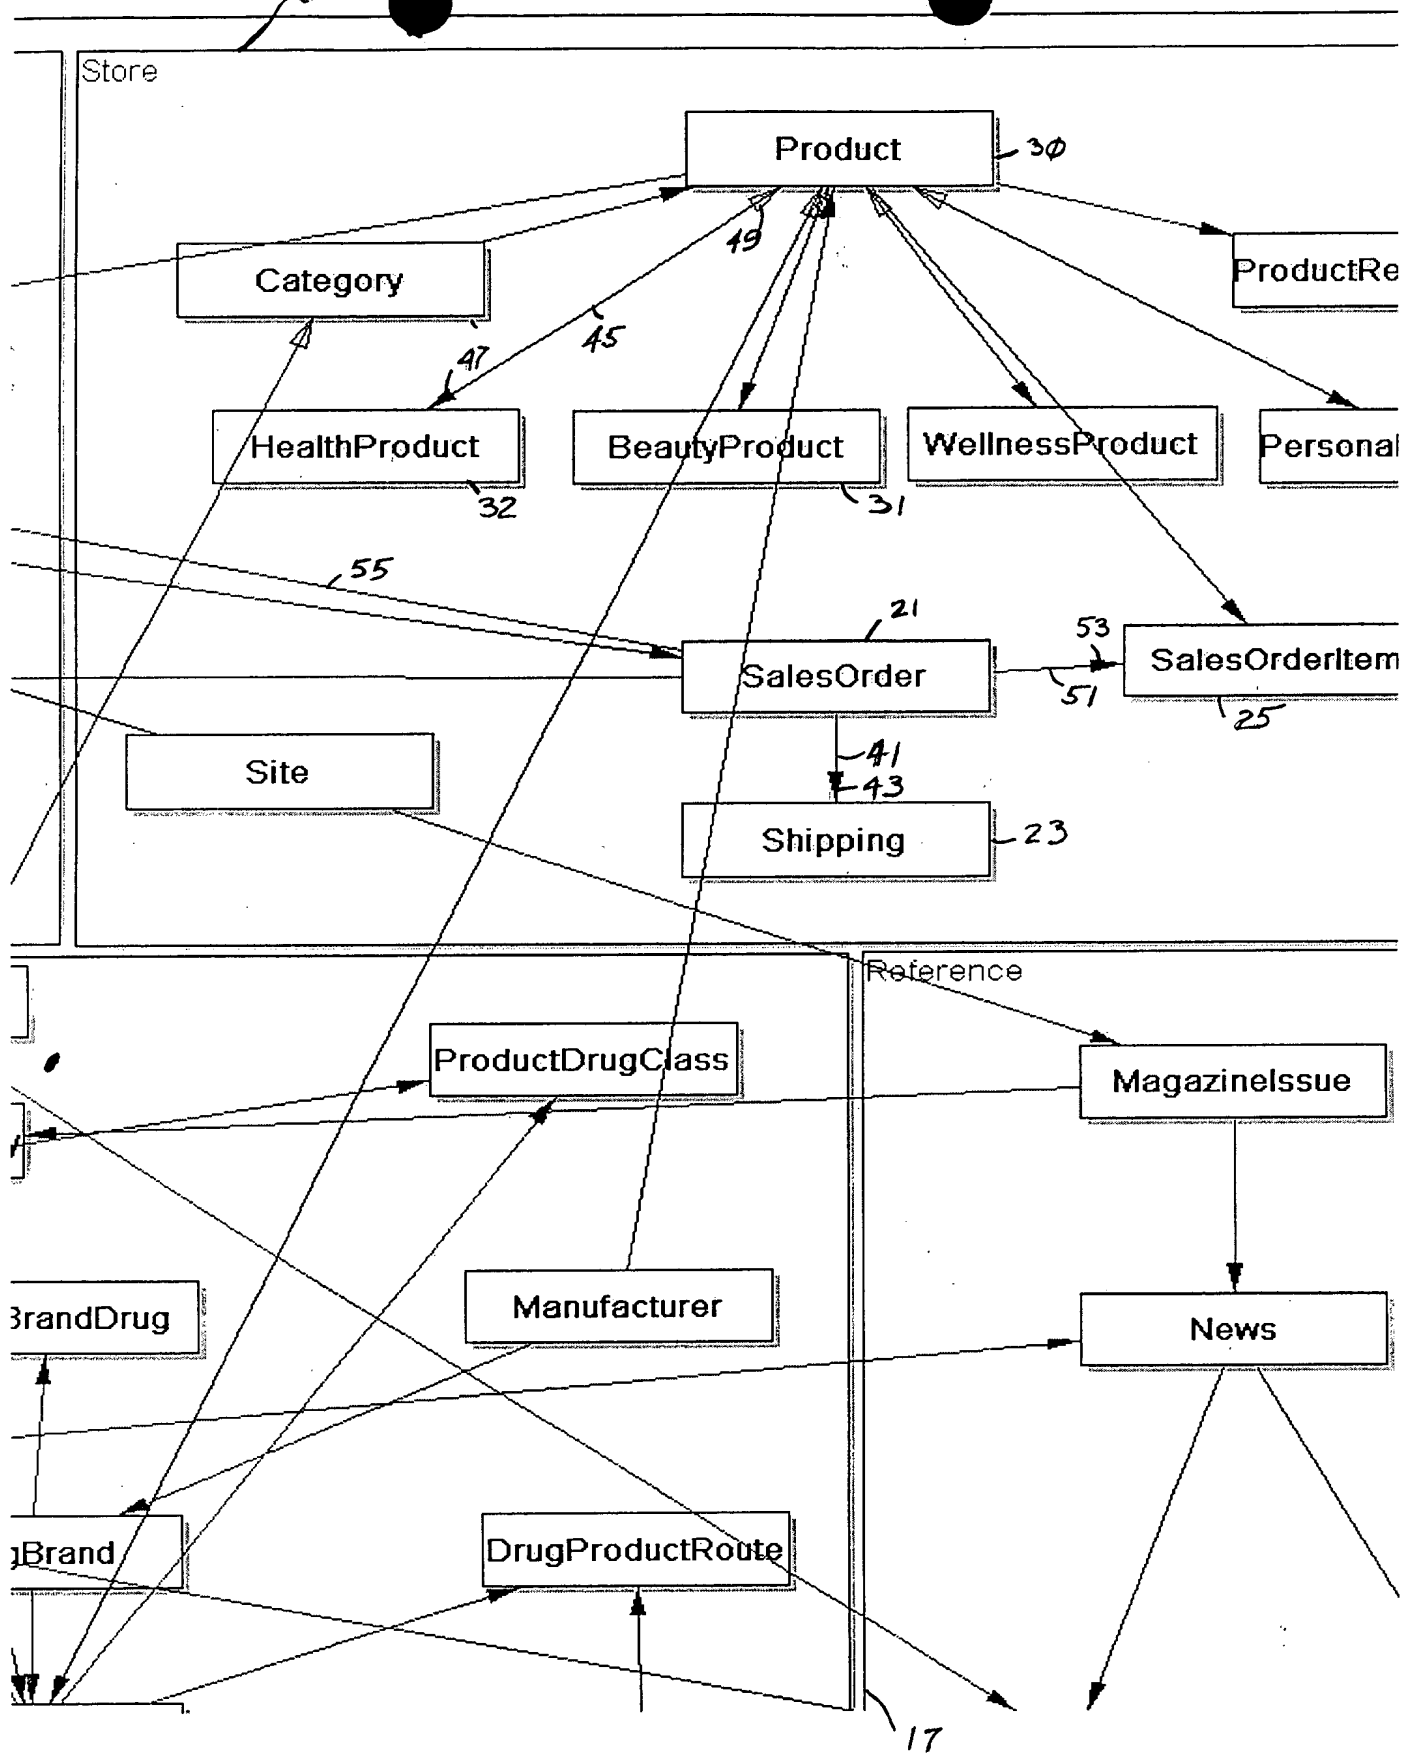 Store
Product
30
49
Category
ProductRe
45
47
HealthProduct
BeautyProduct
WellnessProduct
Personal
32
31
55
21
53
SalesOrder
SalesOrderItem
51
25
Site
41
43
Shipping
23
Reference
ProductDrugClass
MagazineIssue
BrandDrug
Manufacturer
News
gBrand
DrugProductRoute
17